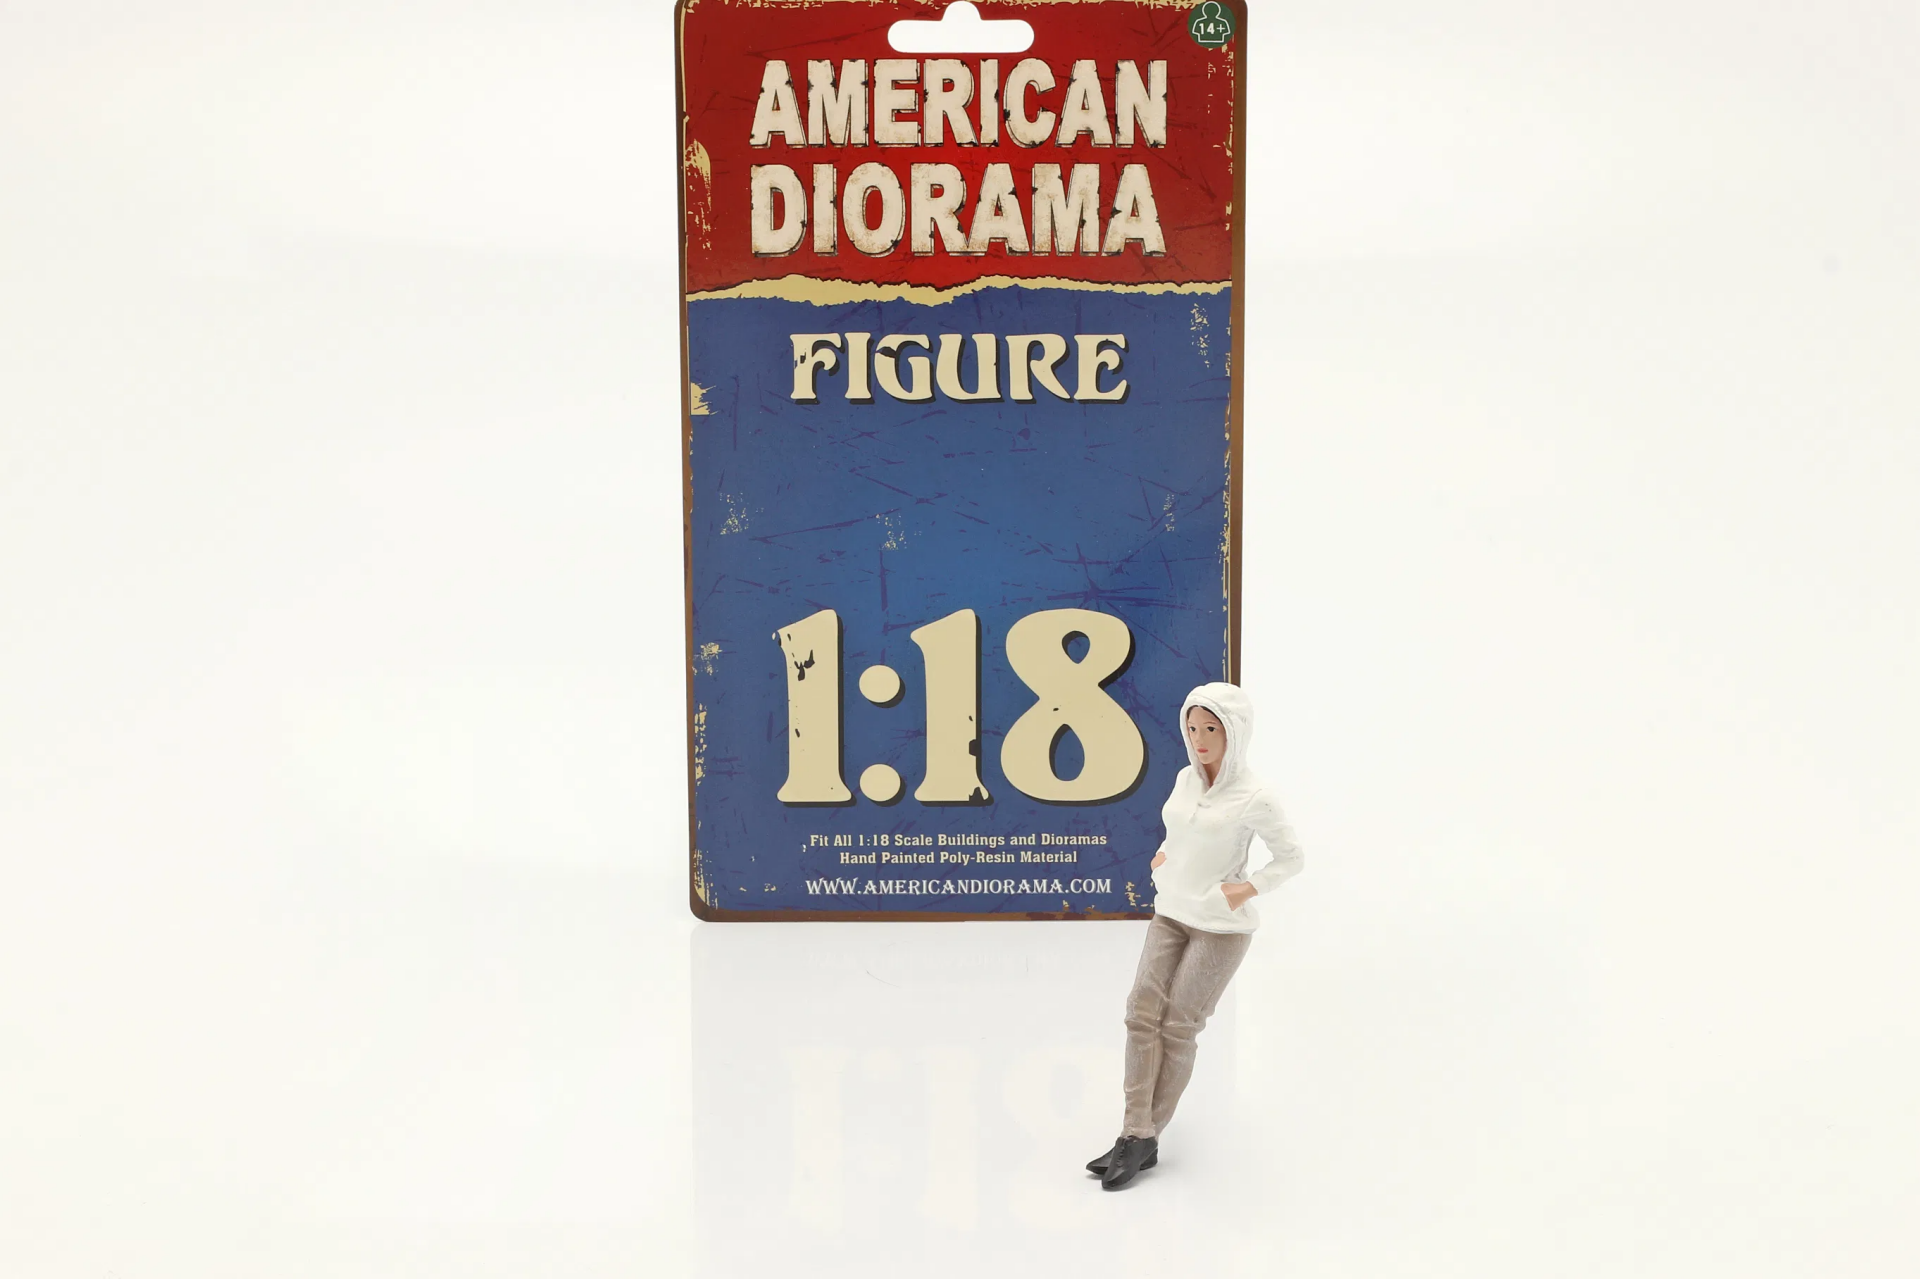 14+
AMERICAN
DIORAMA
FIGURE
1:18
Fit All 1:18 Scale Buildings and Dioramas
Hand Painted Poly-Resin Material
WWW.AMERICANDIORAMA.COM